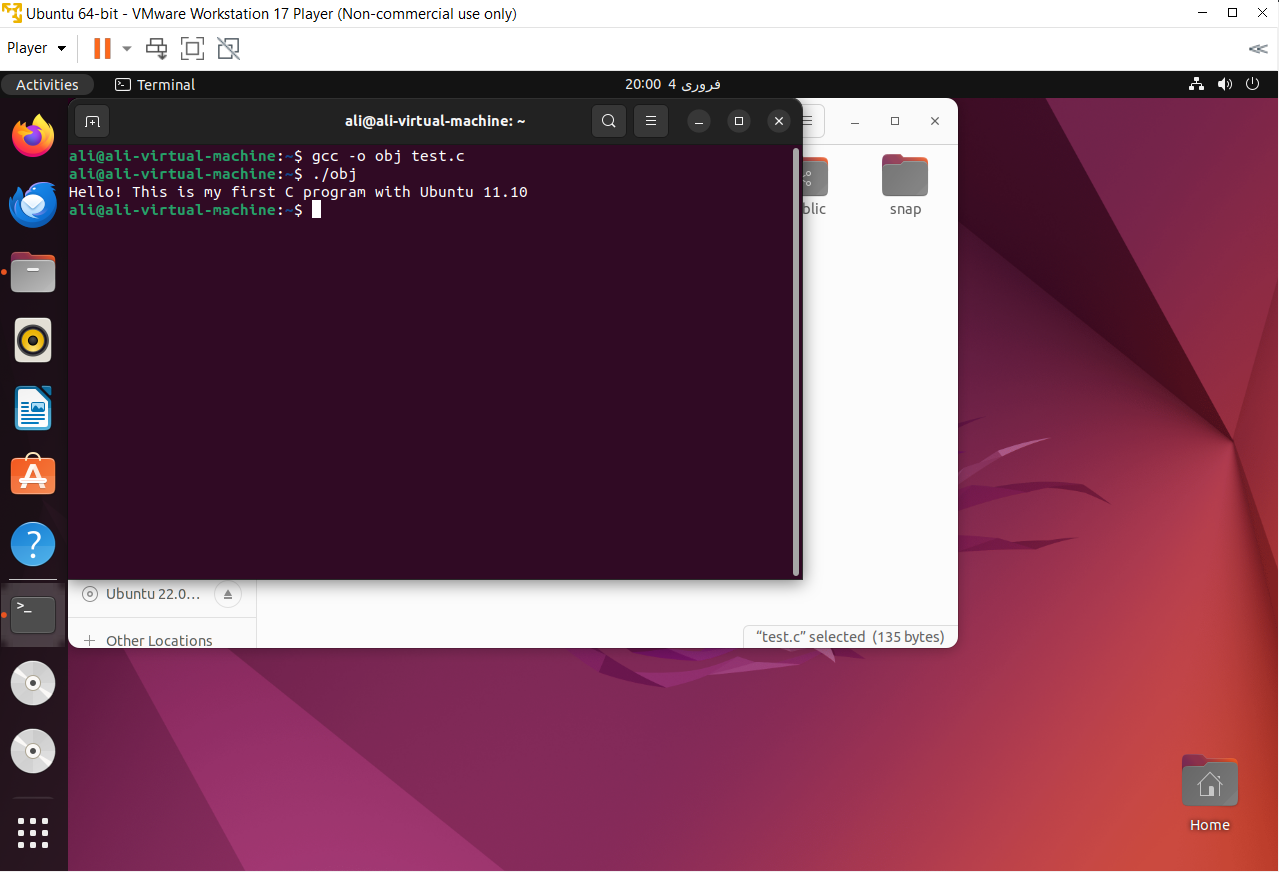 Ubuntu 64-bit - VMware Workstation 17 Player (Non-commercial use only)
Player
Activities
Terminal
20:00 4 فروری
ali@ali-virtual-machine: ~
ali@ali-virtual-machine:~$ gcc -o obj test.c
ali@ali-virtual-machine:~$ ./obj
Hello! This is my first C program with Ubuntu 11.10
ali@ali-virtual-machine:~$
blic
snap
Ubuntu 22.0...
Other Locations
“test.c” selected (135 bytes)
Home